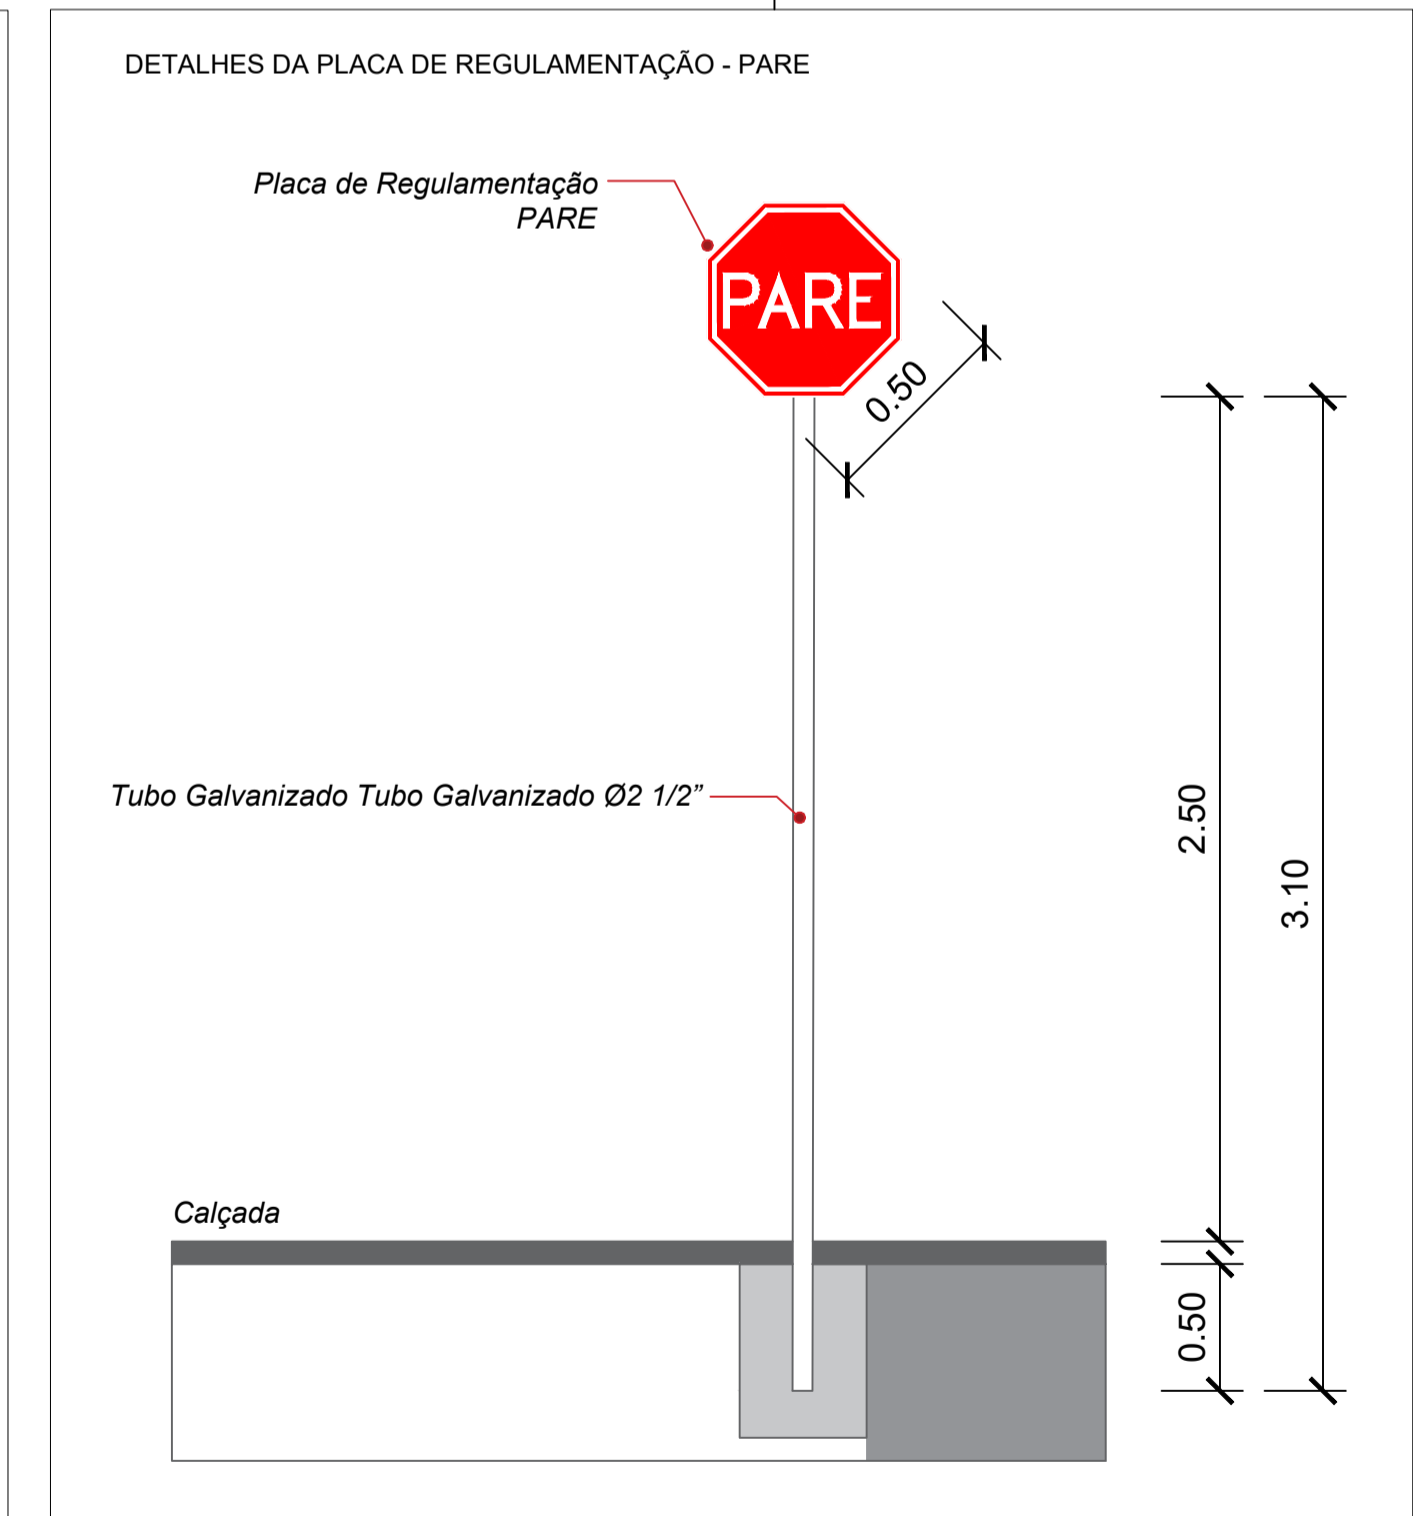 DETALHES DA PLACA DE REGULAMENTAÇÃO - PARE
Placa de Regulamentação
PARE
PARE
0.50
Tubo Galvanizado Tubo Galvanizado Ø2 1/2”
2.50
3.10
Calçada
0.50